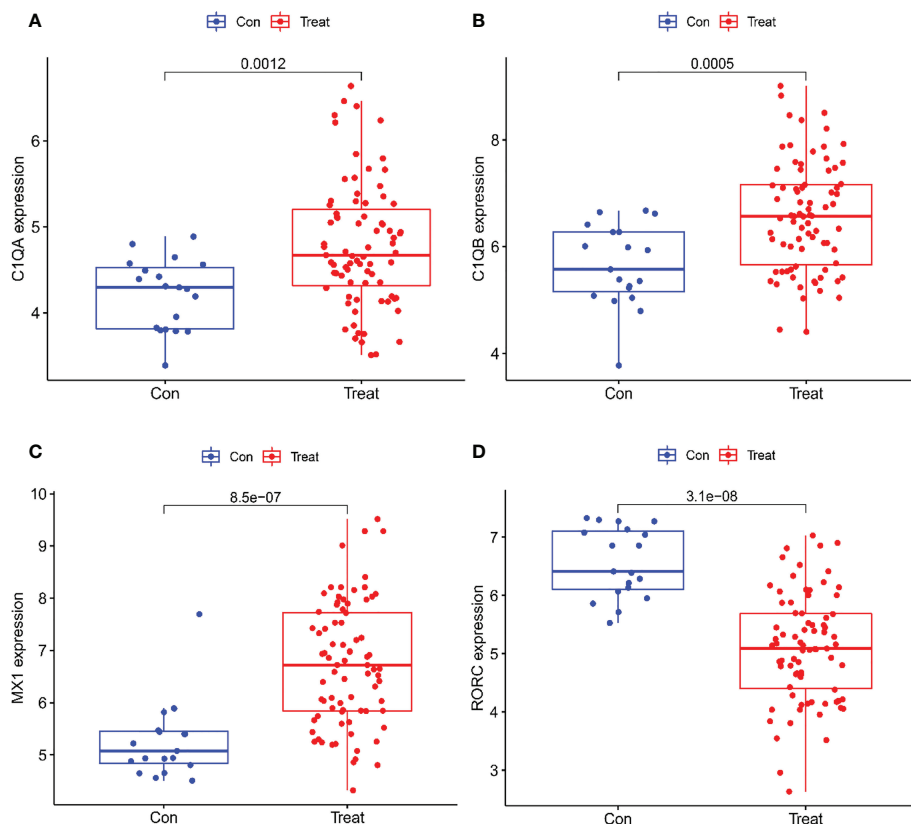 A
Con Treat
0.0012
6
5
4
C1QA expression
Con Treat
B
Con Treat
0.0005
8
6
4
C1QB expression
Con Treat
C
Con Treat
8.5e−07
10
9
8
7
6
5
MX1 expression
Con Treat
D
Con Treat
3.1e−08
7
6
5
4
3
RORC expression
Con Treat